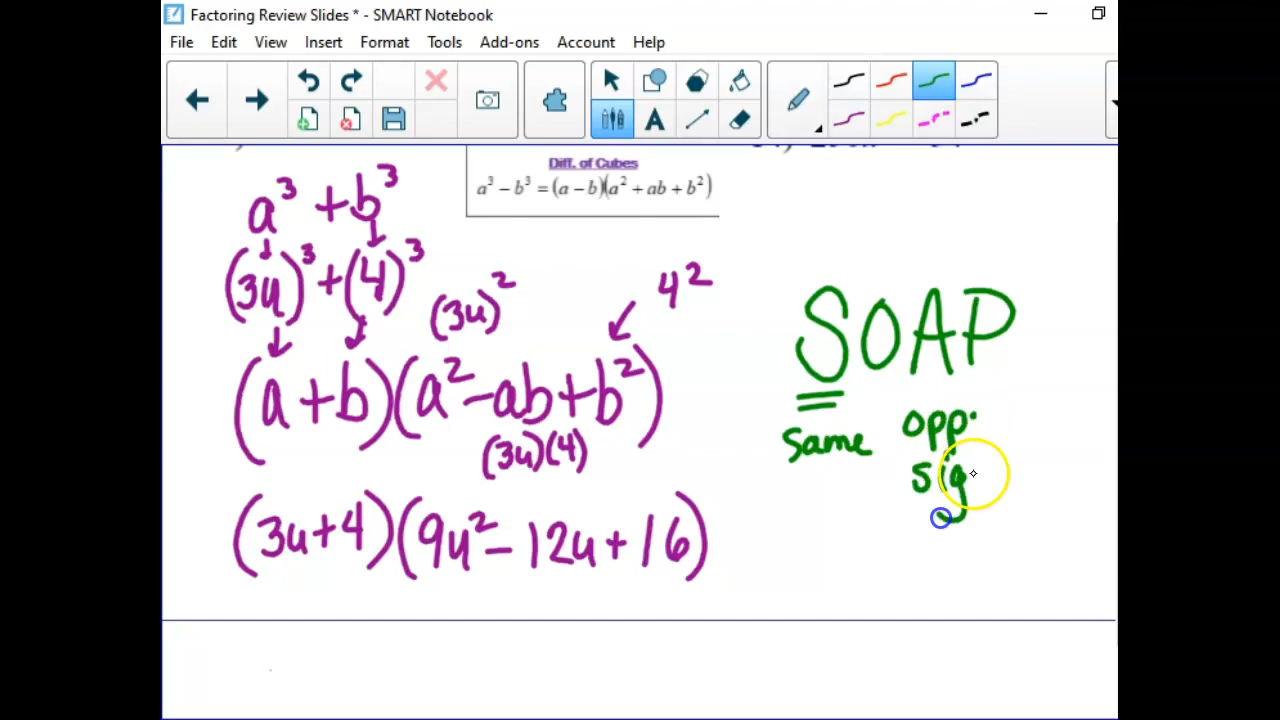 Factoring Review Slides * - SMART Notebook
File Edit View Insert Format Tools Add-ons Account Help
Diff. of Cubes
a³ − b³ = (a − b)(a² + ab + b²)
a³ + b³
(3u)³ + (4)³
(3u)²
4²
(a + b)(a² − ab + b²)
(3u)(4)
(3u + 4)(9u² − 12u + 16)
SOAP
same
opp.
sig